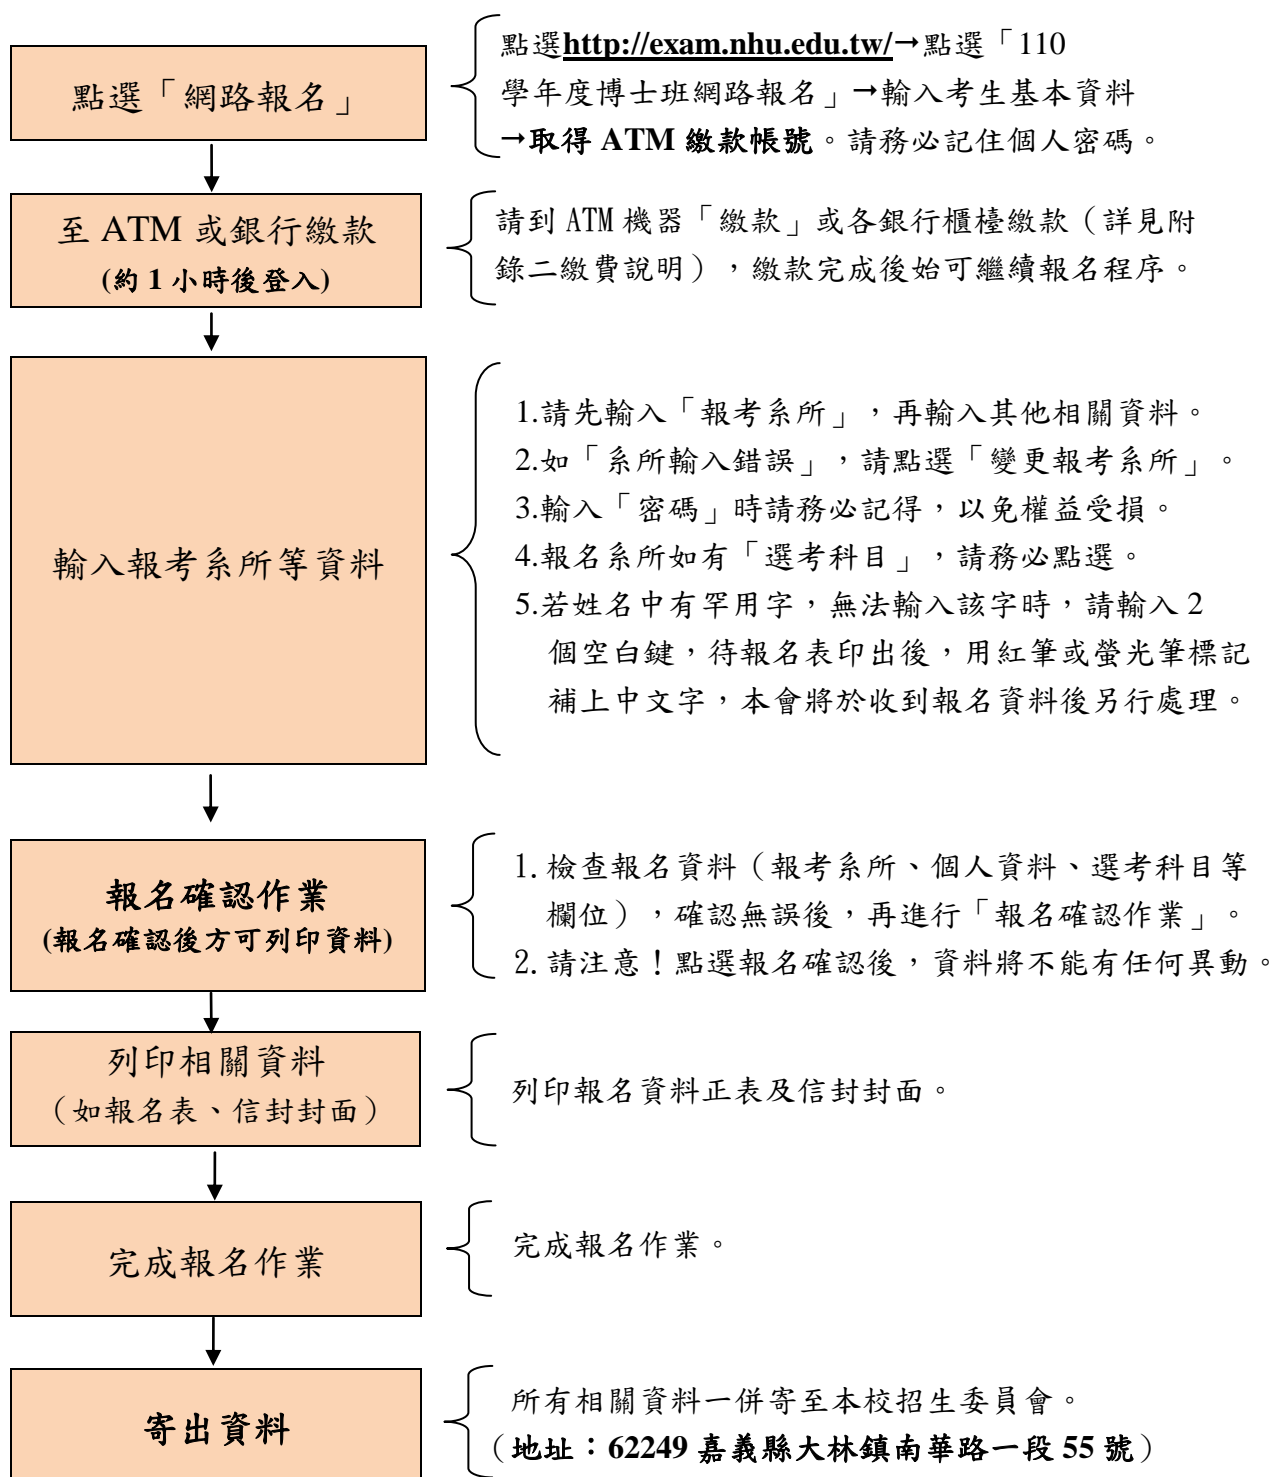 點選「網路報名」
點選http://exam.nhu.edu.tw/→點選「110
學年度博士班網路報名」→輸入考生基本資料
→取得 ATM 繳款帳號。請務必記住個人密碼。
至 ATM 或銀行繳款
(約 1 小時後登入)
請到 ATM 機器「繳款」或各銀行櫃檯繳款（詳見附
錄二繳費說明），繳款完成後始可繼續報名程序。
輸入報考系所等資料
1.請先輸入「報考系所」，再輸入其他相關資料。
2.如「系所輸入錯誤」，請點選「變更報考系所」。
3.輸入「密碼」時請務必記得，以免權益受損。
4.報名系所如有「選考科目」，請務必點選。
5.若姓名中有罕用字，無法輸入該字時，請輸入 2
個空白鍵，待報名表印出後，用紅筆或螢光筆標記
補上中文字，本會將於收到報名資料後另行處理。
報名確認作業
(報名確認後方可列印資料)
1. 檢查報名資料（報考系所、個人資料、選考科目等
欄位），確認無誤後，再進行「報名確認作業」。
2. 請注意！點選報名確認後，資料將不能有任何異動。
列印相關資料
（如報名表、信封封面）
列印報名資料正表及信封封面。
完成報名作業
完成報名作業。
寄出資料
所有相關資料一併寄至本校招生委員會。
（地址：62249 嘉義縣大林鎮南華路一段 55 號）